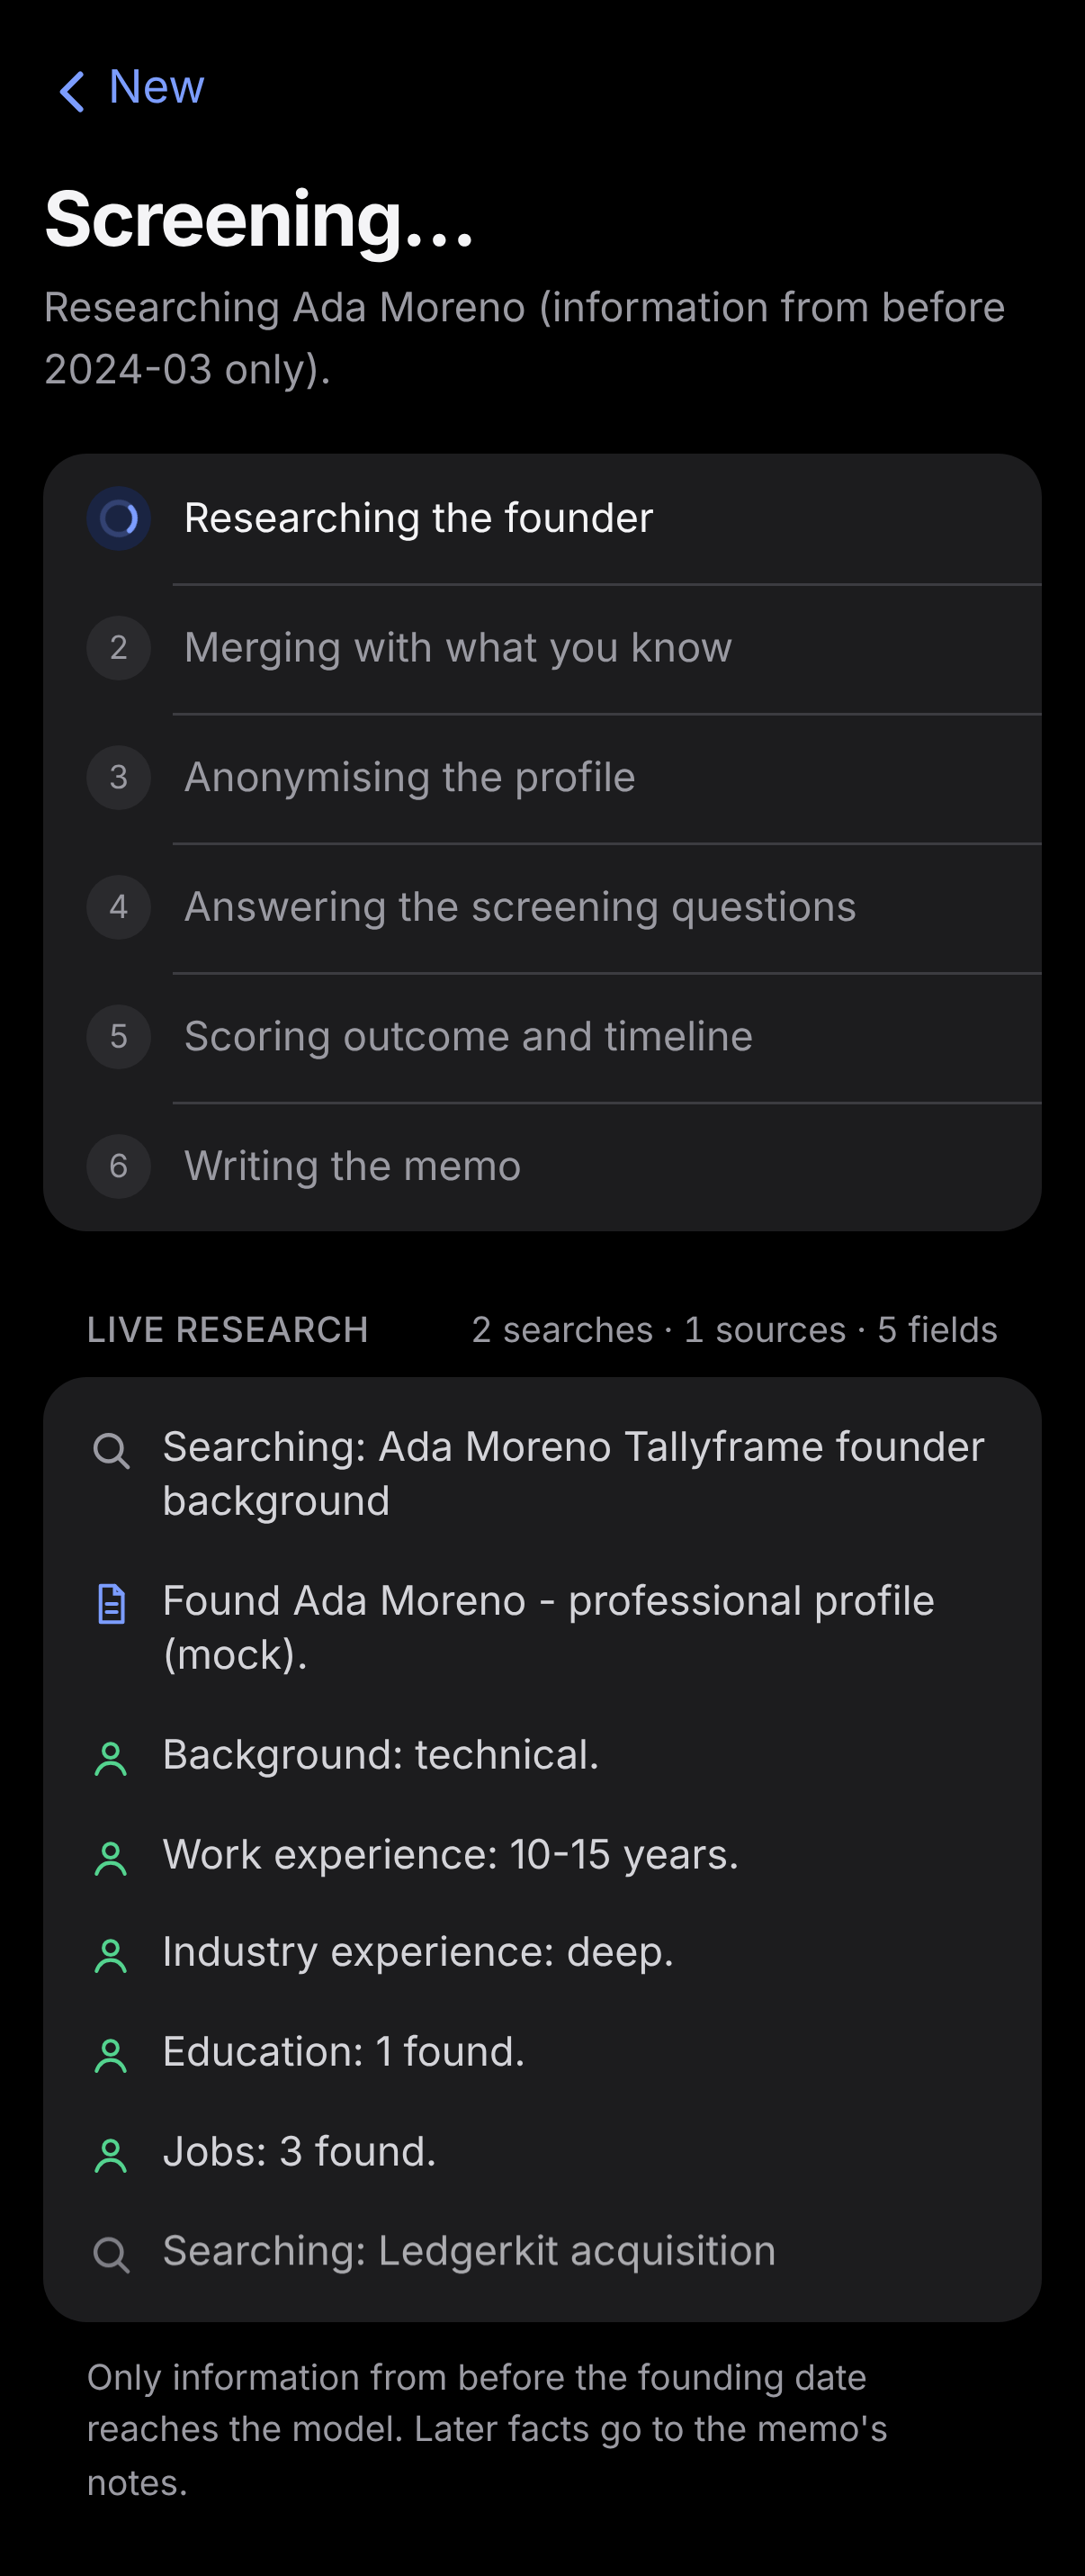 New
Screening...
Researching Ada Moreno (information from before
2024-03 only).
Researching the founder
2 Merging with what you know
3 Anonymising the profile
4 Answering the screening questions
5 Scoring outcome and timeline
6 Writing the memo
LIVE RESEARCH 2 searches · 1 sources · 5 fields
Searching: Ada Moreno Tallyframe founder
background
Found Ada Moreno - professional profile
(mock).
Background: technical.
Work experience: 10-15 years.
Industry experience: deep.
Education: 1 found.
Jobs: 3 found.
Searching: Ledgerkit acquisition
Only information from before the founding date
reaches the model. Later facts go to the memo's
notes.